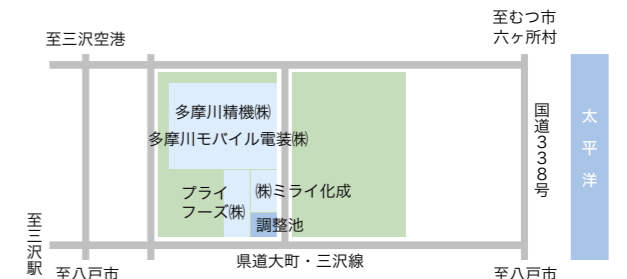 至むつ市
六ヶ所村
至三沢空港
多摩川精機㈱
多摩川モバイル電装㈱
国道338号
太平洋
プライ
フーズ㈱
㈱ミライ化成
調整池
至三沢駅
県道大町・三沢線
至八戸市
至八戸市